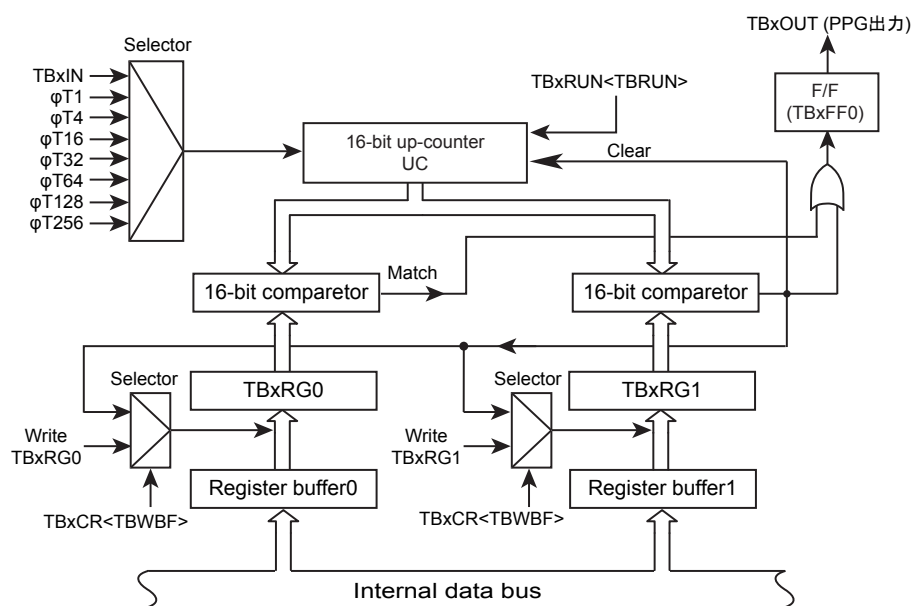 TBxOUT (PPG出力)
Selector
TBxIN
φT1
φT4
φT16
φT32
φT64
φT128
φT256
TBxRUN<TBRUN>
F/F
(TBxFF0)
16-bit up-counter
UC
Clear
16-bit comparetor
Match
16-bit comparetor
Selector
TBxRG0
Selector
TBxRG1
Write
TBxRG0
Write
TBxRG1
Register buffer0
Register buffer1
TBxCR<TBWBF>
TBxCR<TBWBF>
Internal data bus